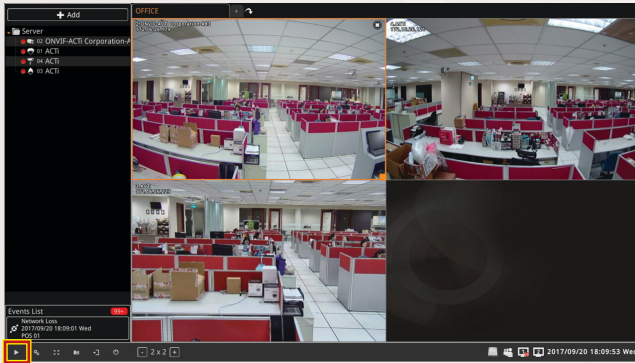 + Add
OFFICE
Server
02 ONVIF-ACTi Corporation-A
01 ACTi
04 ACTi
03 ACTi
Events List
99+
Network Loss
2017/09/20 18:09:01 Wed
POS 01
2 x 2
2017/09/20 18:09:53 Wed